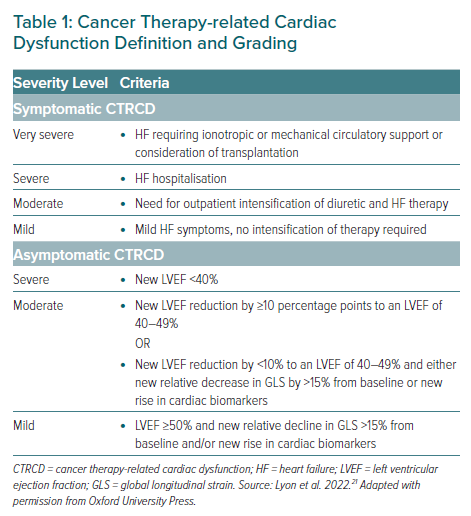 Table 1: Cancer Therapy-related Cardiac
Dysfunction Definition and Grading
Severity Level Criteria
Symptomatic CTRCD
Very severe • HF requiring ionotropic or mechanical circulatory support or
consideration of transplantation
Severe • HF hospitalisation
Moderate • Need for outpatient intensification of diuretic and HF therapy
Mild • Mild HF symptoms, no intensification of therapy required
Asymptomatic CTRCD
Severe • New LVEF <40%
Moderate • New LVEF reduction by ≥10 percentage points to an LVEF of
40–49%
OR
• New LVEF reduction by <10% to an LVEF of 40–49% and either
new relative decrease in GLS by >15% from baseline or new
rise in cardiac biomarkers
Mild • LVEF ≥50% and new relative decline in GLS >15% from
baseline and/or new rise in cardiac biomarkers
CTRCD = cancer therapy-related cardiac dysfunction; HF = heart failure; LVEF = left ventricular
ejection fraction; GLS = global longitudinal strain. Source: Lyon et al. 2022.²¹ Adapted with
permission from Oxford University Press.